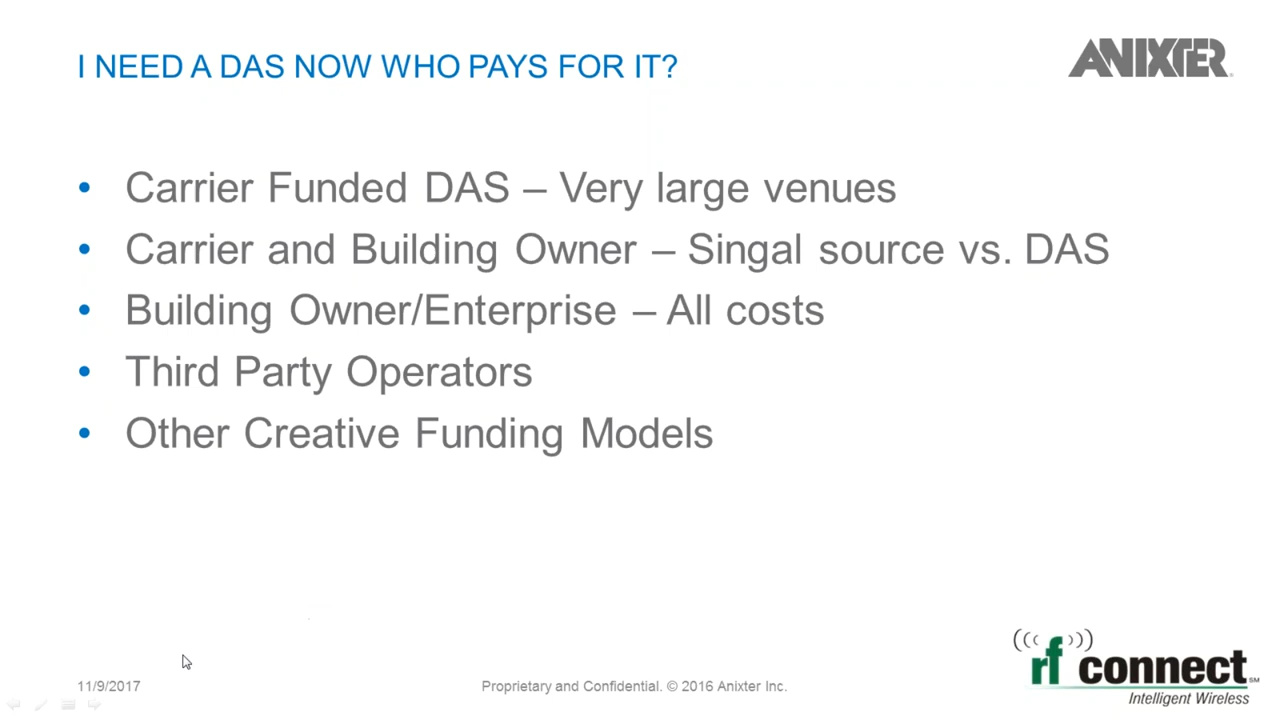 I NEED A DAS NOW WHO PAYS FOR IT?
ANIXTER
• Carrier Funded DAS – Very large venues
• Carrier and Building Owner – Singal source vs. DAS
• Building Owner/Enterprise – All costs
• Third Party Operators
• Other Creative Funding Models
11/9/2017
Proprietary and Confidential. © 2016 Anixter Inc.
rf connect SM
Intelligent Wireless